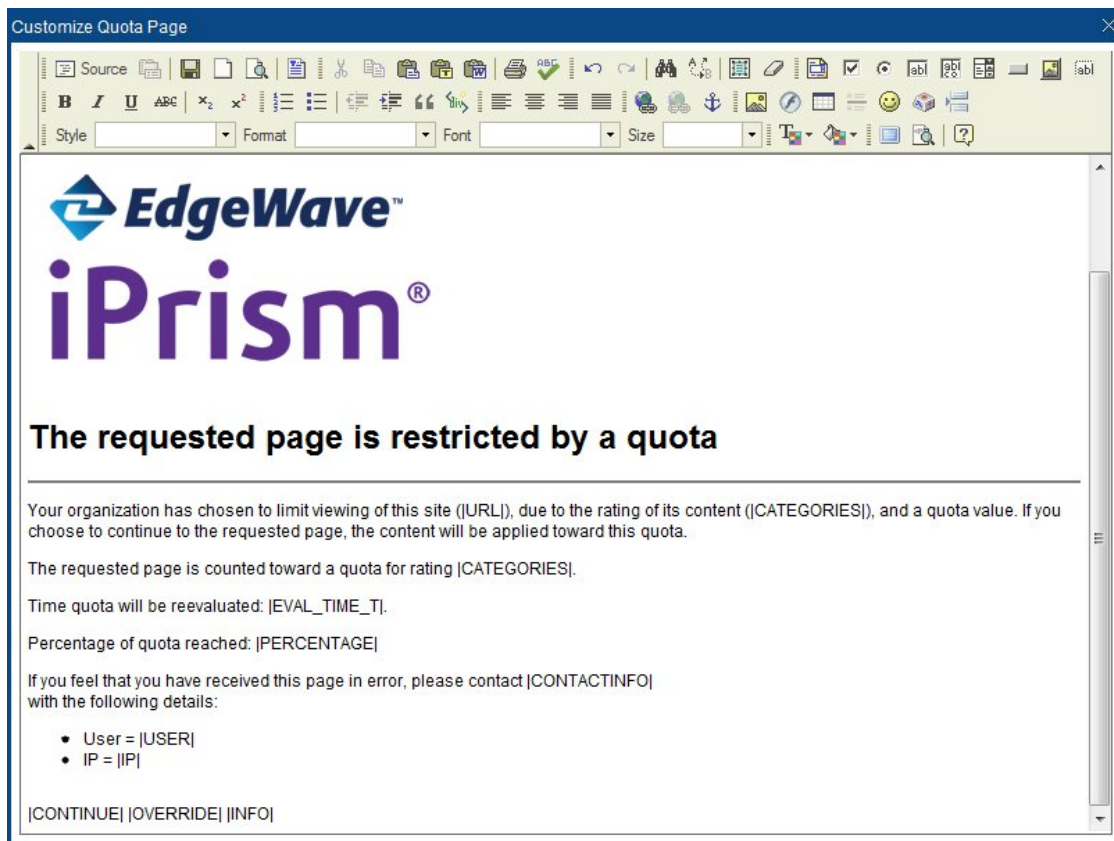 Customize Quota Page
Source
B I U ABC x₂ x²
Style Format Font Size
EdgeWave™
iPrism®
The requested page is restricted by a quota
Your organization has chosen to limit viewing of this site (|URL|), due to the rating of its content (|CATEGORIES|), and a quota value. If you
choose to continue to the requested page, the content will be applied toward this quota.
The requested page is counted toward a quota for rating |CATEGORIES|.
Time quota will be reevaluated: |EVAL_TIME_T|.
Percentage of quota reached: |PERCENTAGE|
If you feel that you have received this page in error, please contact |CONTACTINFO|
with the following details:
• User = |USER|
• IP = |IP|
|CONTINUE| |OVERRIDE| |INFO|